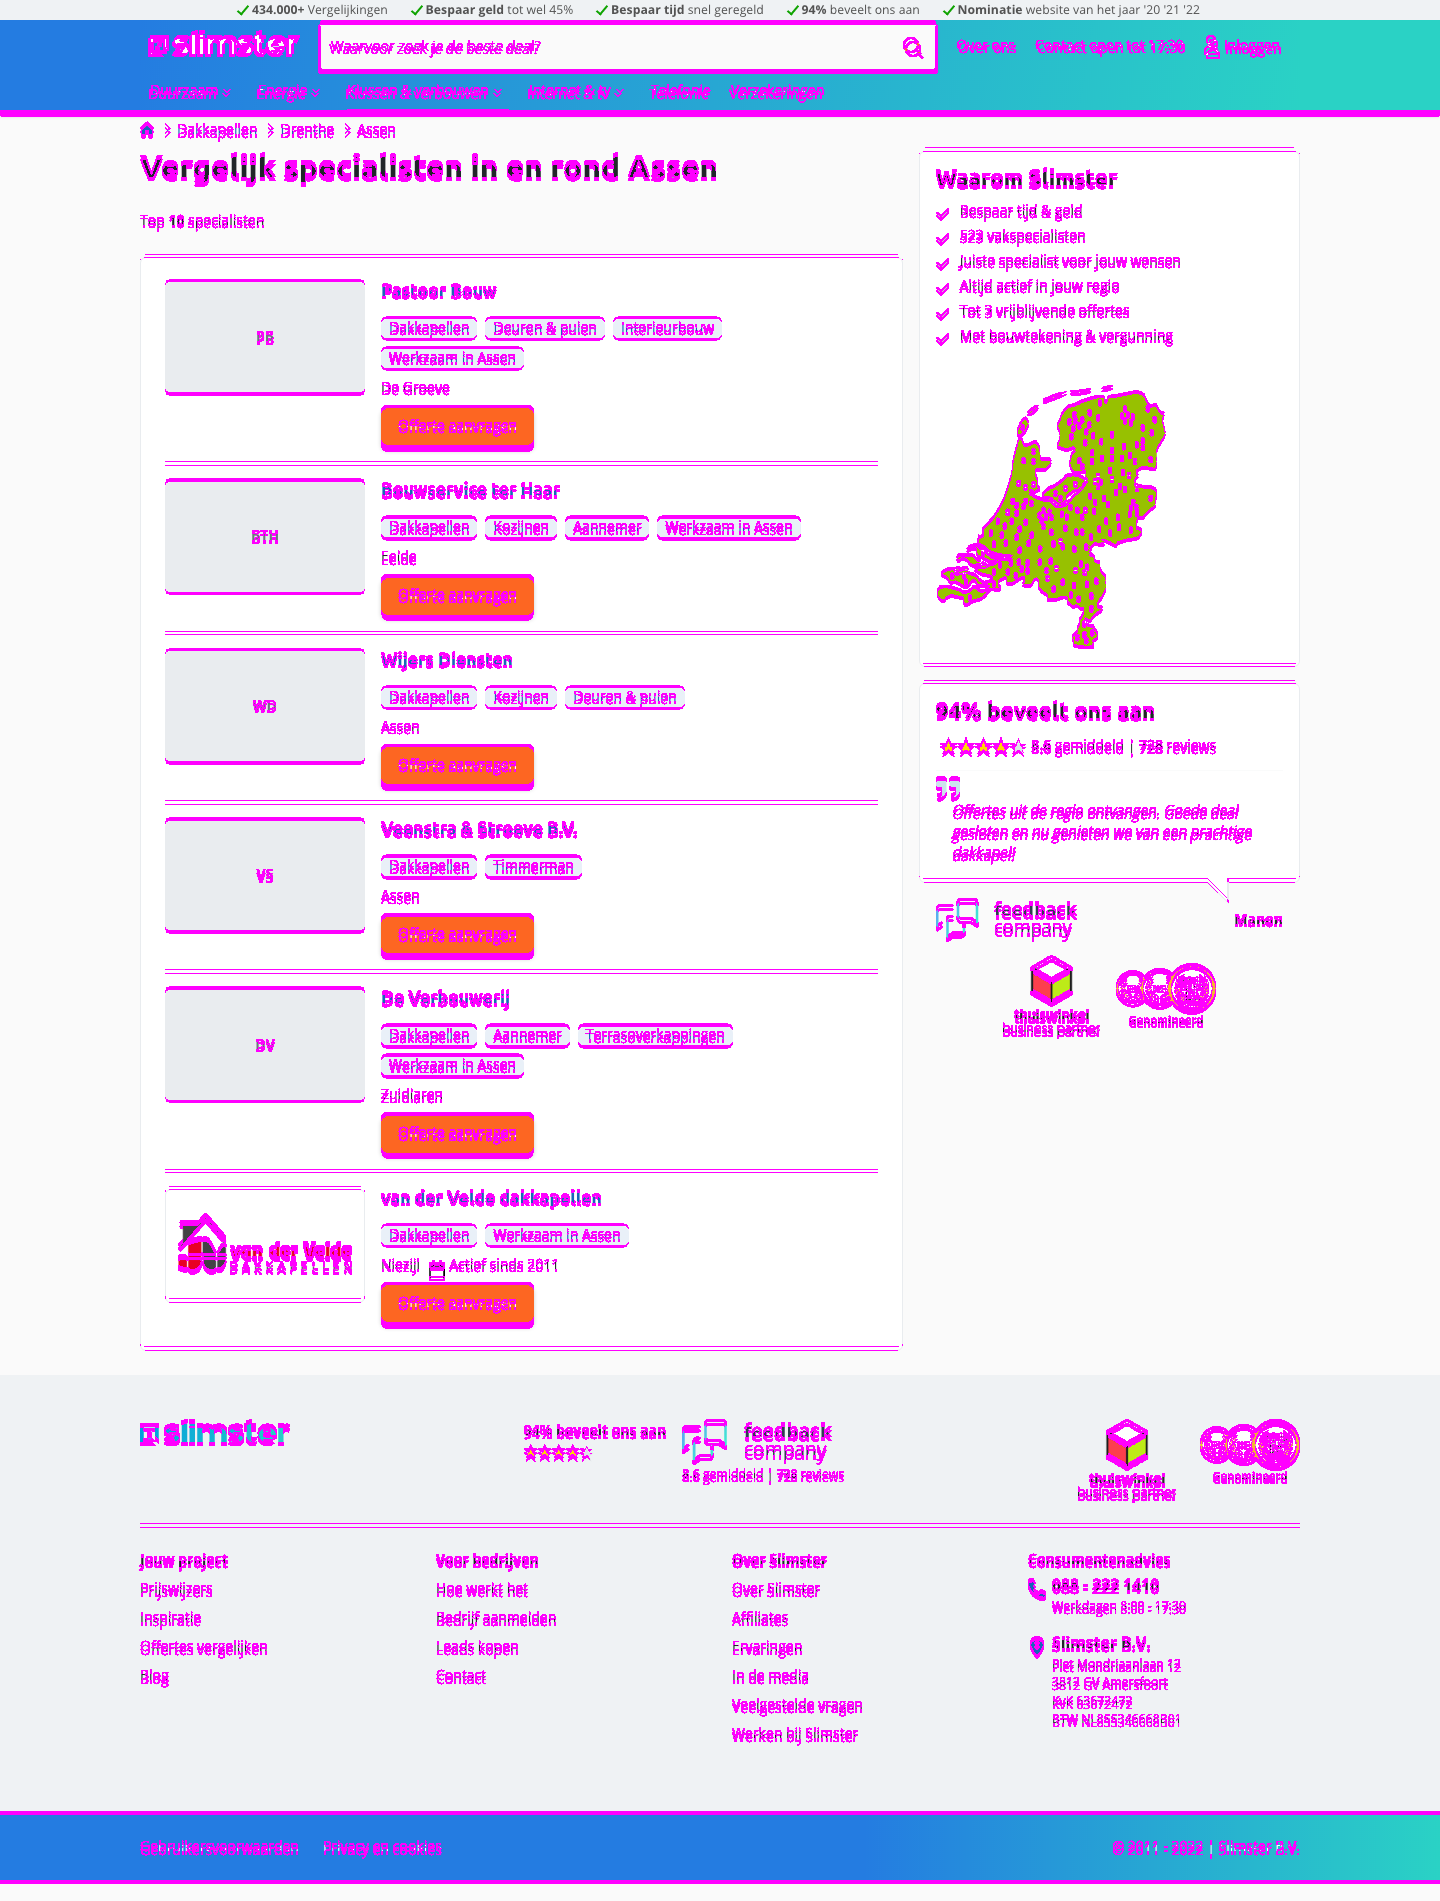 434.000+ Vergelijkingen Bespaar geld tot wel 45% Bespaar tijd snel geregeld 94% beveelt ons aan Nominatie website van het jaar '20 '21 '22
slimster Waarvoor zoek je de beste deal? Over ons Contact open tot 17:30 Inloggen
Duurzaam Energie Klussen & verbouwen Internet & tv Telefonie Verzekeringen
Dakkapellen Drenthe Assen
Vergelijk specialisten in en rond Assen
Top 10 specialisten
PB
Pastoor Bouw
Dakkapellen Deuren & puien Interieurbouw
Werkzaam in Assen
De Groeve
Offerte aanvragen
BTH
Bouwservice ter Haar
Dakkapellen Kozijnen Aannemer Werkzaam in Assen
Eelde
Offerte aanvragen
WD
Wijers Diensten
Dakkapellen Kozijnen Deuren & puien
Assen
Offerte aanvragen
VS
Veenstra & Stroeve B.V.
Dakkapellen Timmerman
Assen
Offerte aanvragen
DV
De Verbouwerij
Dakkapellen Aannemer Terrasoverkappingen
Werkzaam in Assen
Zuidlaren
Offerte aanvragen
van der Velde
DAKKAPELLEN
van der Velde dakkapellen
Dakkapellen Werkzaam in Assen
Niezijl Actief sinds 2011
Offerte aanvragen
Waarom Slimster
Bespaar tijd & geld
523 vakspecialisten
Juiste specialist voor jouw wensen
Altijd actief in jouw regio
Tot 3 vrijblijvende offertes
Met bouwtekening & vergunning
94% beveelt ons aan
8.6 gemiddeld | 728 reviews
Offertes uit de regio ontvangen. Goede deal
gesloten en nu genieten we van een prachtige
dakkapel!
feedback
company
Manon
thuiswinkel
business partner
Genomineerd
slimster
94% beveelt ons aan
feedback
company
8.6 gemiddeld | 728 reviews
thuiswinkel
business partner
Genomineerd
Jouw project
Prijswijzers
Inspiratie
Offertes vergelijken
Blog
Voor bedrijven
Hoe werkt het
Bedrijf aanmelden
Leads kopen
Contact
Over Slimster
Over Slimster
Affiliates
Ervaringen
In de media
Veelgestelde vragen
Werken bij Slimster
Consumentenadvies
088 - 222 1410
Werkdagen 8:00 - 17:30
Slimster B.V.
Piet Mondriaanlaan 12
3812 GV Amersfoort
KvK 63672472
BTW NL855346668B01
Gebruikersvoorwaarden Privacy en cookies © 2011 - 2022 | Slimster B.V.